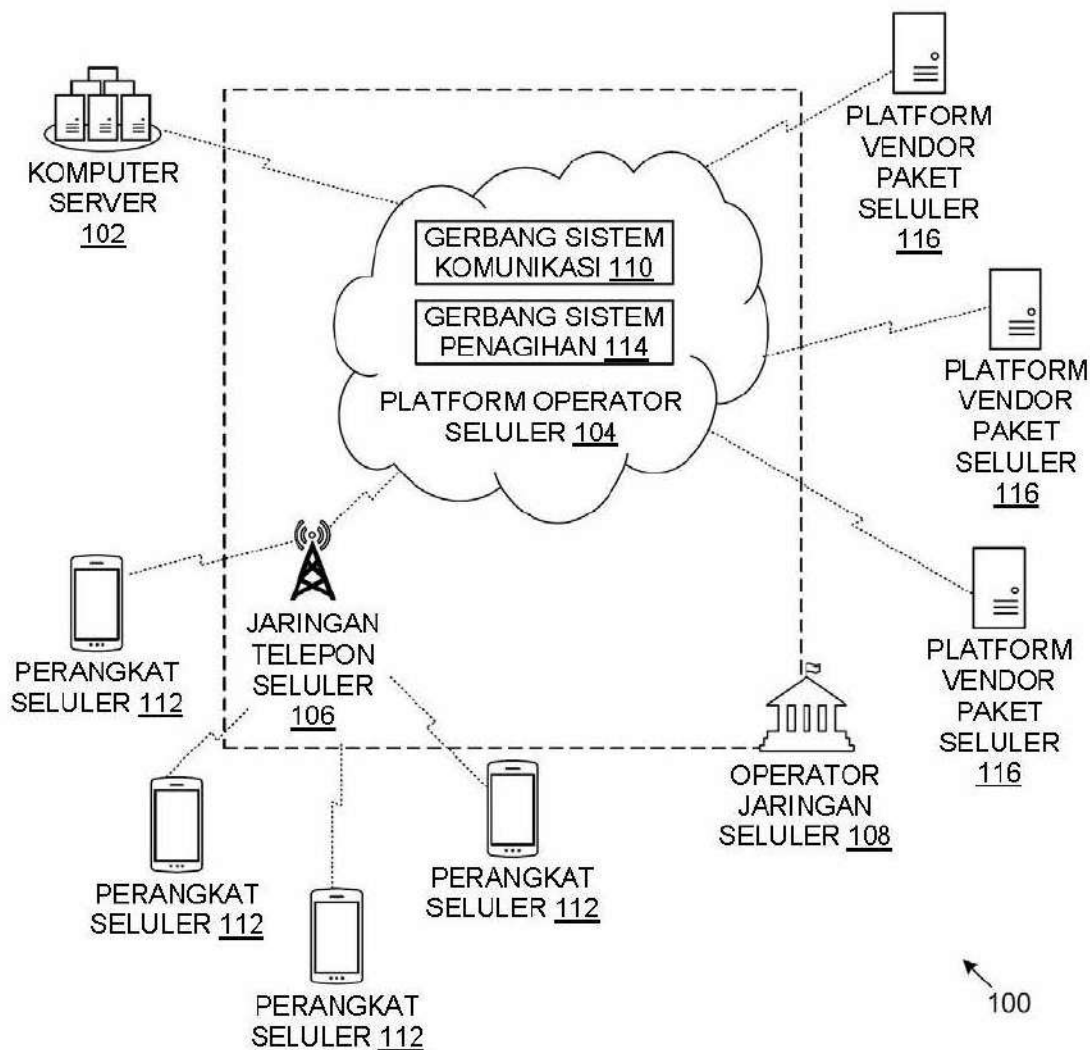 KOMPUTER
SERVER
102
PLATFORM
VENDOR
PAKET
SELULER
116
GERBANG SISTEM
KOMUNIKASI 110
GERBANG SISTEM
PENAGIHAN 114
PLATFORM OPERATOR
SELULER 104
PLATFORM
VENDOR
PAKET
SELULER
116
JARINGAN
TELEPON
SELULER
106
PERANGKAT
SELULER 112
PLATFORM
VENDOR
PAKET
SELULER
116
OPERATOR
JARINGAN
SELULER 108
PERANGKAT
SELULER 112
PERANGKAT
SELULER 112
PERANGKAT
SELULER 112
100